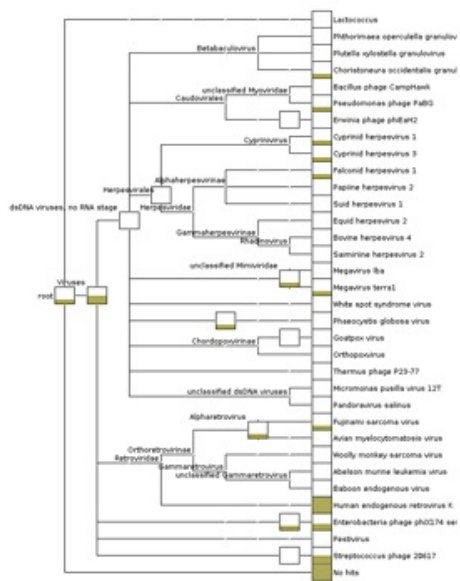 Lactococcus
Phthorimaea operculella granulov
Betabaculovirus
Plutella xylostella granulovirus
Choristoneura occidentalis granul
unclassified Myoviridae
Bacillus phage CampHawk
Caudovirales
Pseudomonas phage PaBG
Erwinia phage phiEaH2
Cyprinivirus
Cyprinid herpesvirus 1
Cyprinid herpesvirus 3
Alphaherpesvirinae
Falconid herpesvirus 1
Herpesvirales
Papiine herpesvirus 2
dsDNA viruses, no RNA stage
Herpesviridae
Suid herpesvirus 1
Equid herpesvirus 2
Gammaherpesvirinae
Rhadinovirus
Bovine herpesvirus 4
Saimiriine herpesvirus 2
unclassified Mimiviridae
Megavirus lba
Viruses
root
Megavirus terra1
White spot syndrome virus
Phaeocystis globosa virus
Chordopoxvirinae
Goatpox virus
Orthopoxvirus
Thermus phage P23-77
unclassified dsDNA viruses
Micromonas pusilla virus 12T
Pandoravirus salinus
Alpharetrovirus
Fujinami sarcoma virus
Avian myelocytomatosis virus
Orthoretrovirinae
Retroviridae
Woolly monkey sarcoma virus
Gammaretrovirus
unclassified Gammaretrovirus
Abelson murine leukemia virus
Baboon endogenous virus
Human endogenous retrovirus K
Enterobacteria phage phiX174 sen
Pestivirus
Streptococcus phage 20617
No hits